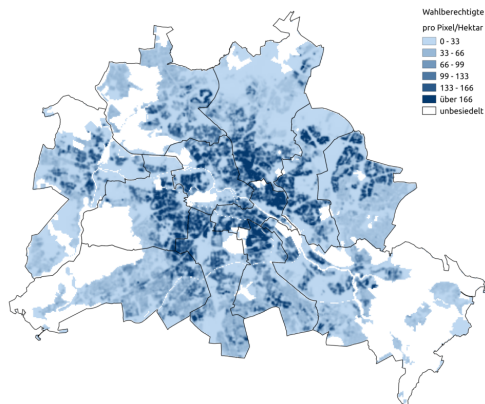 Wahlberechtigte
pro Pixel/Hektar
0 - 33
33 - 66
66 - 99
99 - 133
133 - 166
über 166
unbesiedelt